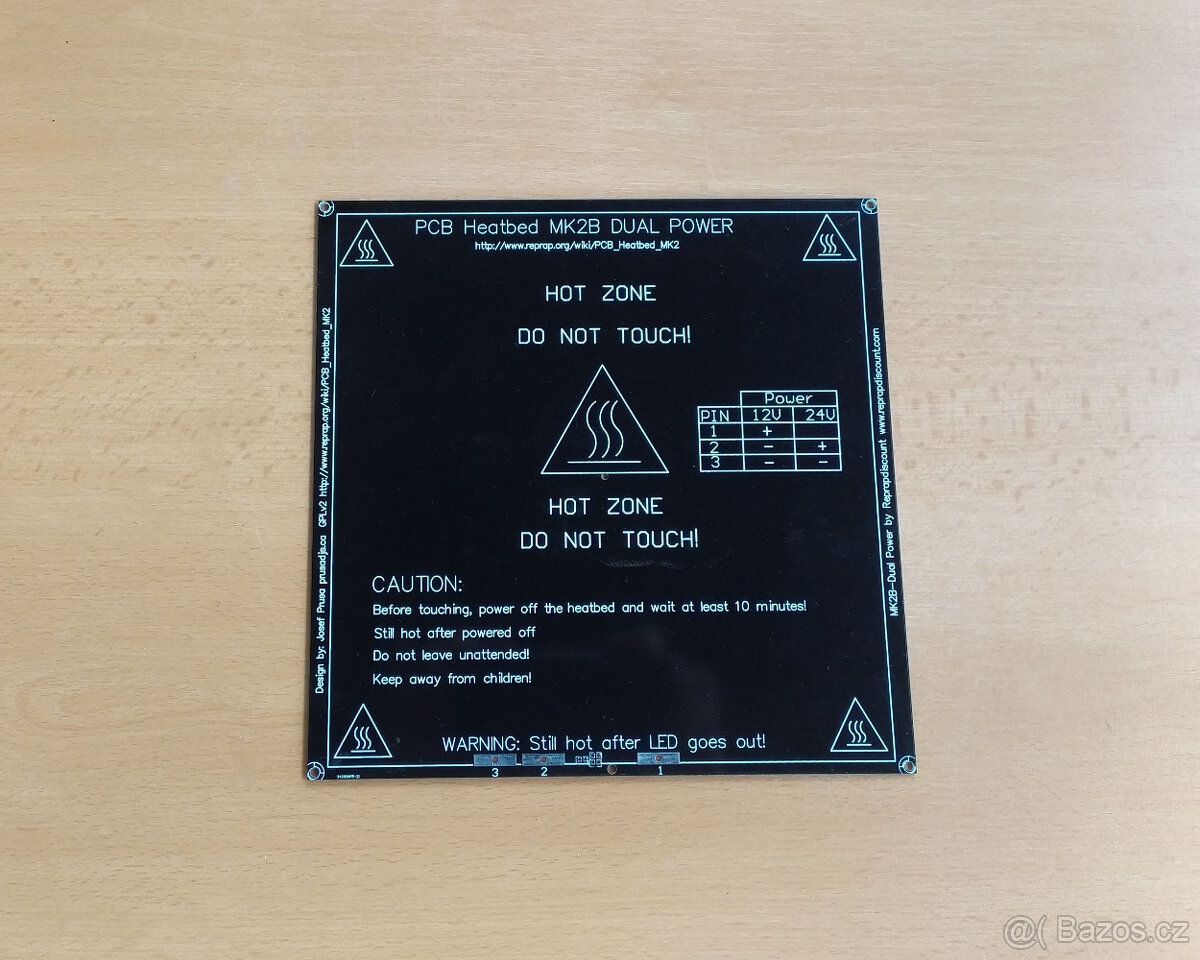 PCB Heatbed MK2B DUAL POWER
http://www.reprap.org/wiki/PCB_Heatbed_MK2
HOT ZONE
DO NOT TOUCH!
Power
PIN 12V 24V
1 +
2 - +
3 - -
HOT ZONE
DO NOT TOUCH!
CAUTION:
Before touching, power off the heatbed and wait at least 10 minutes!
Still hot after powered off
Do not leave unattended!
Keep away from children!
WARNING: Still hot after LED goes out!
3 2 1
Design by: Josef Prusa prusadjs.ca GPLv2 http://www.reprap.org/wiki/PCB_Heatbed_MK2
MK2B-Dual Power by Reprapdiscount www.reprapdiscount.com
@( Bazos.cz